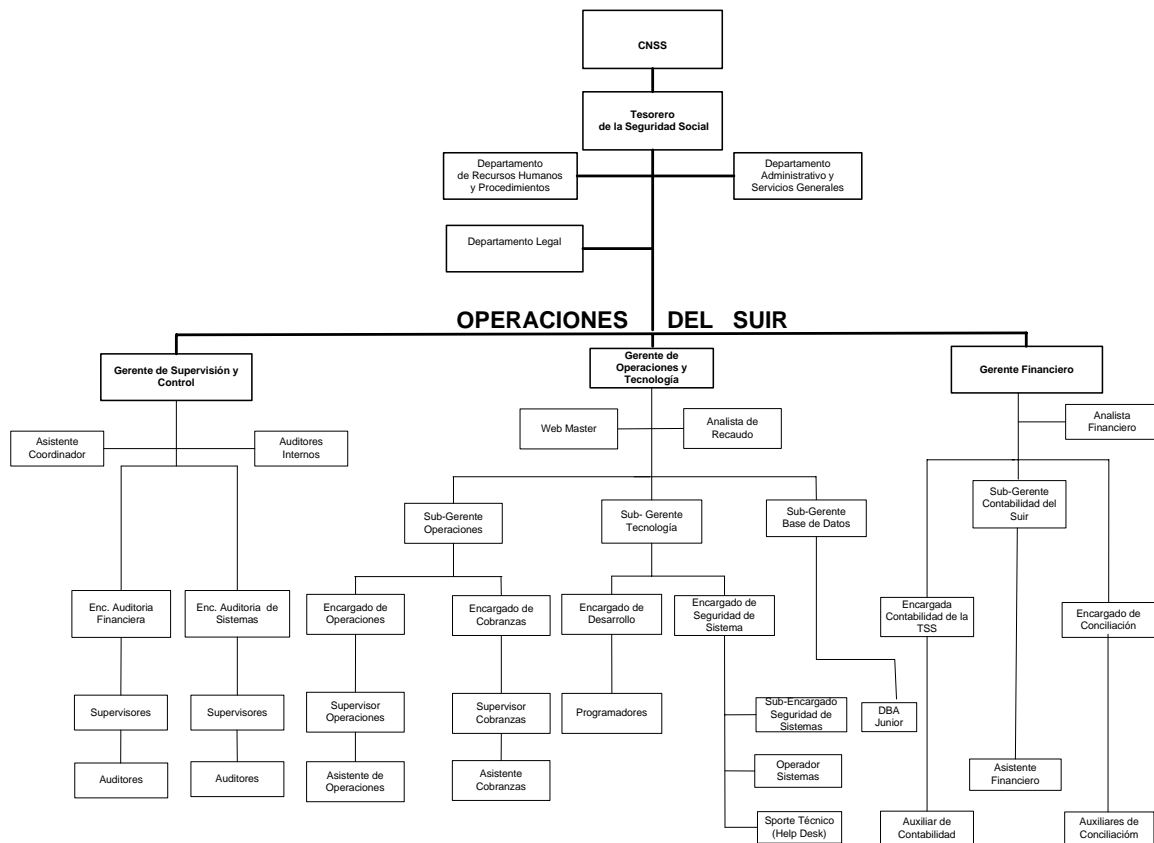 CNSS
Tesorero
de la Seguridad Social
Departamento
de Recursos Humanos
y Procedimientos
Departamento
Administrativo y
Servicios Generales
Departamento Legal
OPERACIONES DEL SUIR
Gerente de Supervisión y
Control
Gerente de
Operaciones y
Tecnología
Gerente Financiero
Asistente
Coordinador
Auditores
Internos
Web Master
Analista de
Recaudo
Analista
Financiero
Sub-Gerente
Operaciones
Sub- Gerente
Tecnología
Sub-Gerente
Base de Datos
Sub-Gerente
Contabilidad del
Suir
Enc. Auditoria
Financiera
Enc. Auditoria de
Sistemas
Encargado de
Operaciones
Encargado de
Cobranzas
Encargado de
Desarrollo
Encargado de
Seguridad de
Sistema
Encargada
Contabilidad de la
TSS
Encargado de
Conciliación
Supervisores
Supervisores
Supervisor
Operaciones
Supervisor
Cobranzas
Programadores
Sub-Encargado
Seguridad de
Sistemas
DBA
Junior
Auditores
Auditores
Asistente de
Operaciones
Asistente
Cobranzas
Operador
Sistemas
Asistente
Financiero
Sporte Técnico
(Help Desk)
Auxiliar de
Contabilidad
Auxiliares de
Conciliacióm